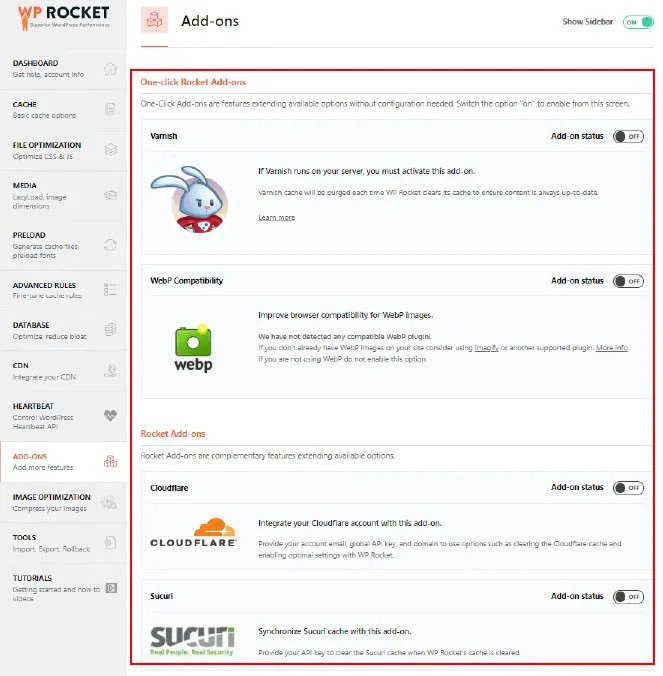 WP ROCKET
Superior WordPress Performance
Add-ons
Show Sidebar
ON
DASHBOARD
Get help, account info
CACHE
Basic cache options
FILE OPTIMIZATION
Optimize CSS & JS
MEDIA
LazyLoad, image
dimensions
PRELOAD
Generate cache files,
preload fonts
ADVANCED RULES
Fine-tune cache rules
DATABASE
Optimize, reduce bloat
CDN
Integrate your CDN
HEARTBEAT
Control WordPress
Heartbeat API
ADD-ONS
Add more features
IMAGE OPTIMIZATION
Compress your images
TOOLS
Import, Export, Rollback
TUTORIALS
Getting started and how to
videos
One-click Rocket Add-ons
One-Click Add-ons are features extending available options without configuration needed. Switch the option "on" to enable from this screen.
Varnish
Add-on status
OFF
If Varnish runs on your server, you must activate this add-on.
Varnish cache will be purged each time WP Rocket clears its cache to ensure content is always up-to-date.
Learn more
WebP Compatibility
Add-on status
OFF
webp
Improve browser compatibility for WebP images.
We have not detected any compatible WebP plugin!
If you don't already have WebP images on your site consider using Imagify or another supported plugin. More info
If you are not using WebP do not enable this option.
Rocket Add-ons
Rocket Add-ons are complementary features extending available options.
Cloudflare
Add-on status
OFF
CLOUDFLARE
Integrate your Cloudflare account with this add-on.
Provide your account email, global API key, and domain to use options such as clearing the Cloudflare cache and
enabling optimal settings with WP Rocket.
Sucuri
Add-on status
OFF
SUCURI
Real People. Real Security.
Synchronize Sucuri cache with this add-on.
Provide your API key to clear the Sucuri cache when WP Rocket's cache is cleared.